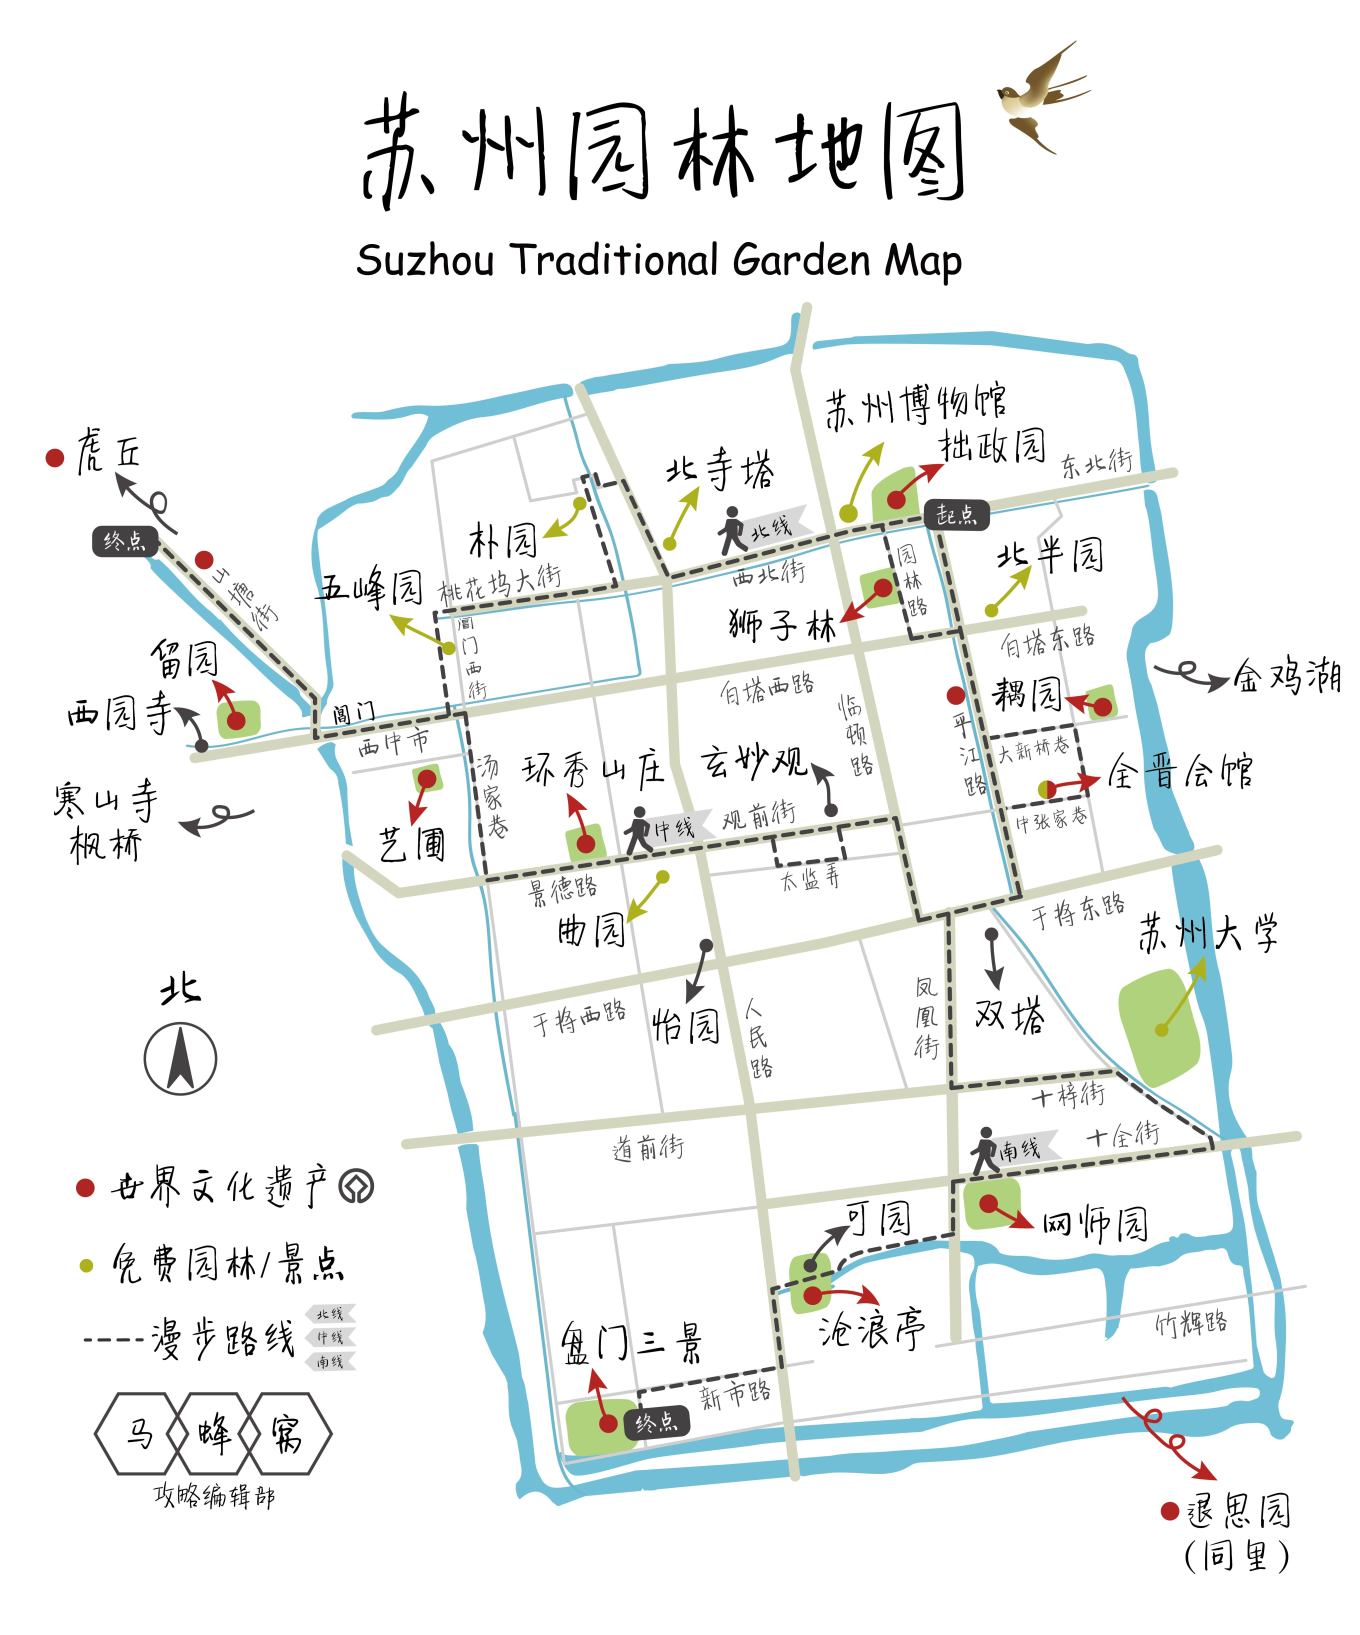 苏州园林地图
Suzhou Traditional Garden Map
苏州博物馆
拙政园
东北街
虎丘
北寺塔
起点
终点
北线
朴园
北半园
西北街
园林路
山塘街
五峰园
桃花坞大街
狮子林
阊门西街
白塔东路
留园
西园寺
金鸡湖
白塔西路
耦园
阊门
临顿路
平江路
西中市
大新桥巷
汤家巷
环秀山庄
玄妙观
全晋会馆
寒山寺
枫桥
艺圃
中线
观前街
中张家巷
太监弄
景德路
曲园
干将东路
苏州大学
北
干将西路
怡园
人民路
凤凰街
双塔
十梓街
道前街
十全街
南线
世界文化遗产
可园
网师园
免费园林/景点
沧浪亭
竹辉路
漫步路线
北线
中线
南线
盘门三景
新市路
终点
马蜂窝
攻略编辑部
退思园
(同里)